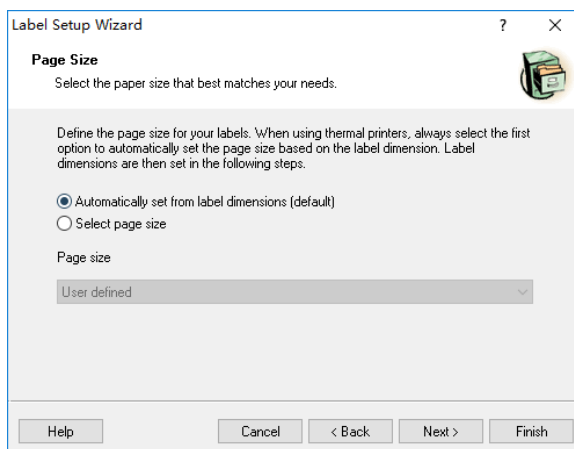 Label Setup Wizard
?
Page Size
Select the paper size that best matches your needs.
Define the page size for your labels. When using thermal printers, always select the first
option to automatically set the page size based on the label dimension. Label
dimensions are then set in the following steps.
Automatically set from label dimensions (default)
Select page size
Page size
User defined
Help
Cancel
< Back
Next >
Finish